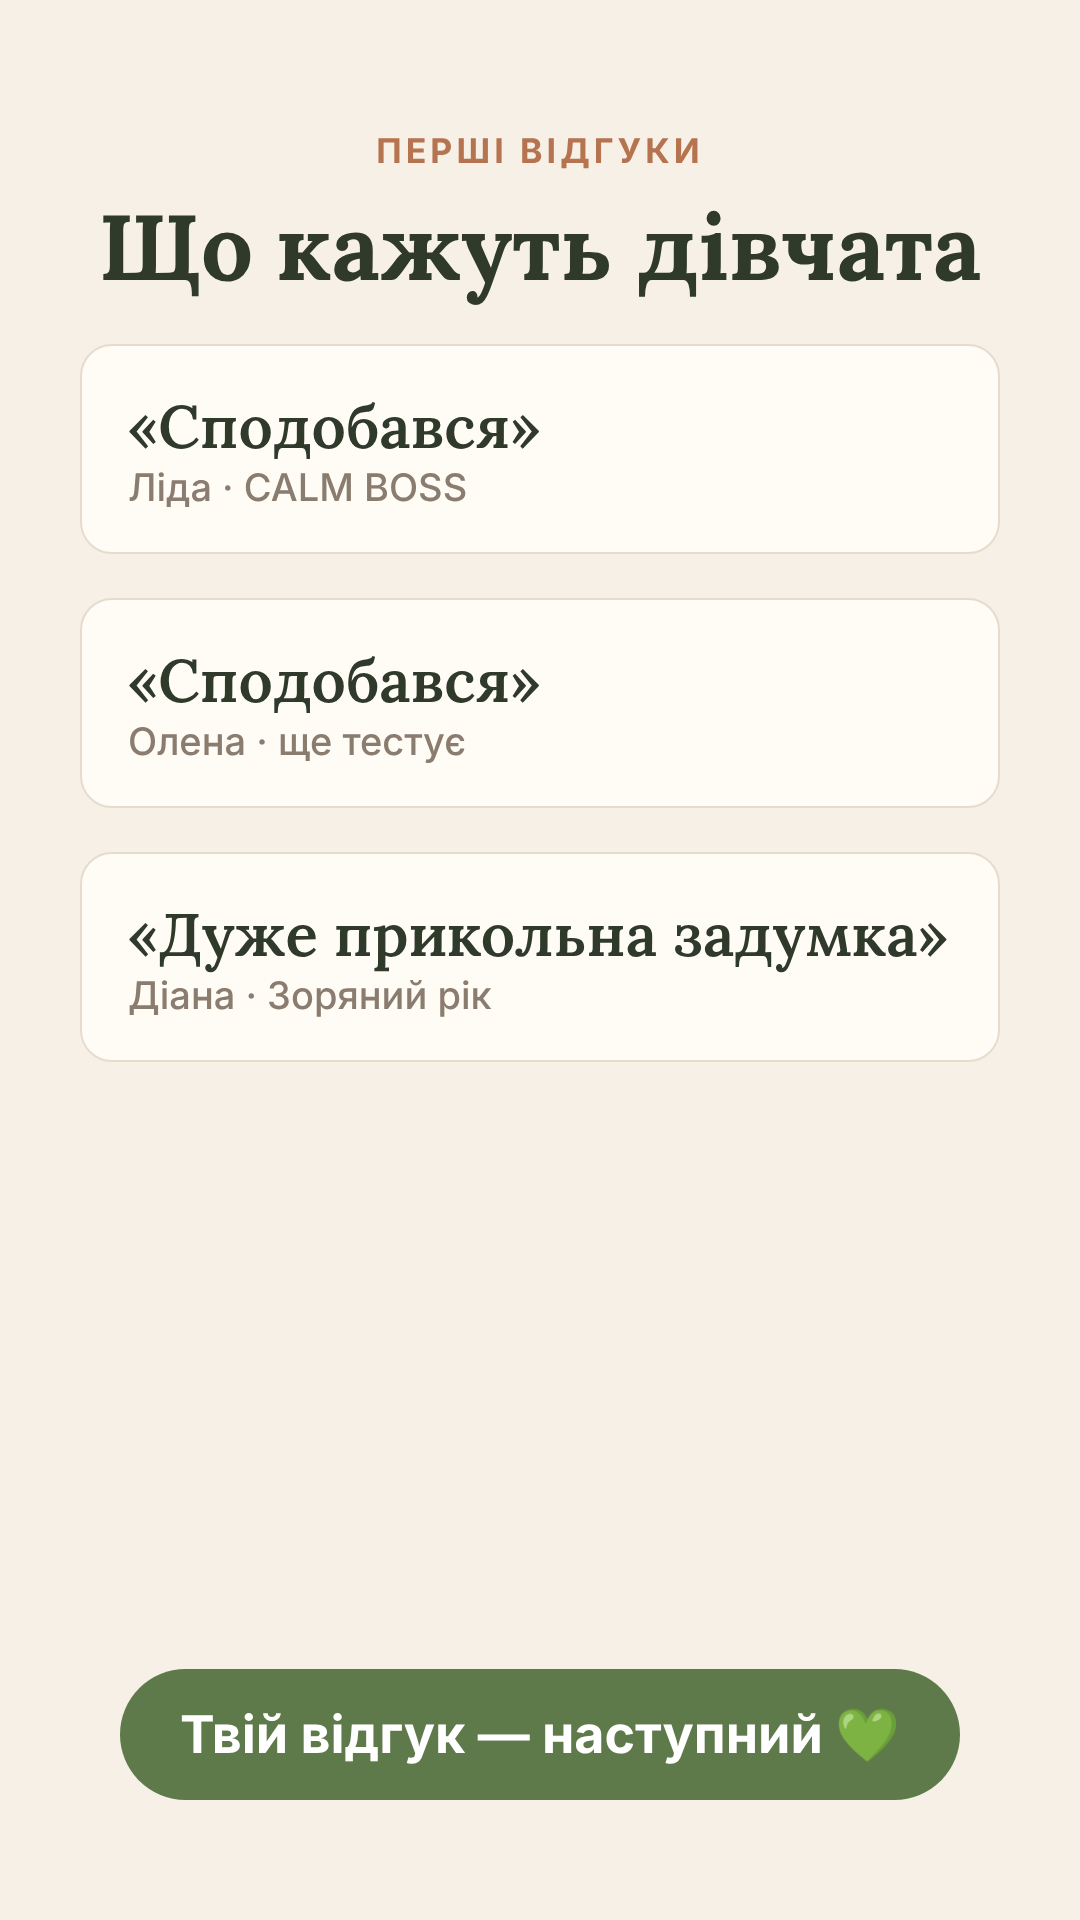 ПЕРШІ ВІДГУКИ
Що кажуть дівчата
«Сподобався»
Ліда · CALM BOSS
«Сподобався»
Олена · ще тестує
«Дуже прикольна задумка»
Діана · Зоряний рік
Твій відгук — наступний 💚